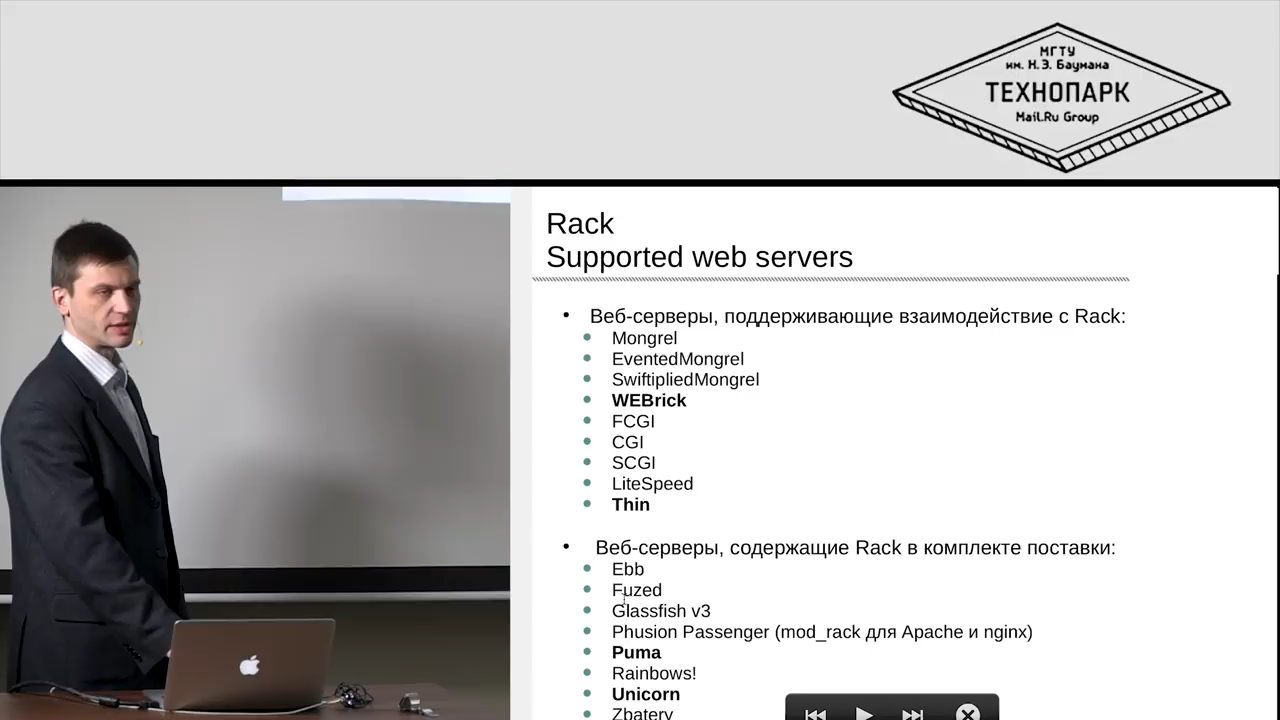 МГТУ
им. Н.Э. Баумана
ТЕХНОПАРК
Mail.Ru Group
Rack
Supported web servers
Веб-серверы, поддерживающие взаимодействие с Rack:
Mongrel
EventedMongrel
SwiftipliedMongrel
WEBrick
FCGI
CGI
SCGI
LiteSpeed
Thin
Веб-серверы, содержащие Rack в комплекте поставки:
Ebb
Fuzed
Glassfish v3
Phusion Passenger (mod_rack для Apache и nginx)
Puma
Rainbows!
Unicorn
Zbatery